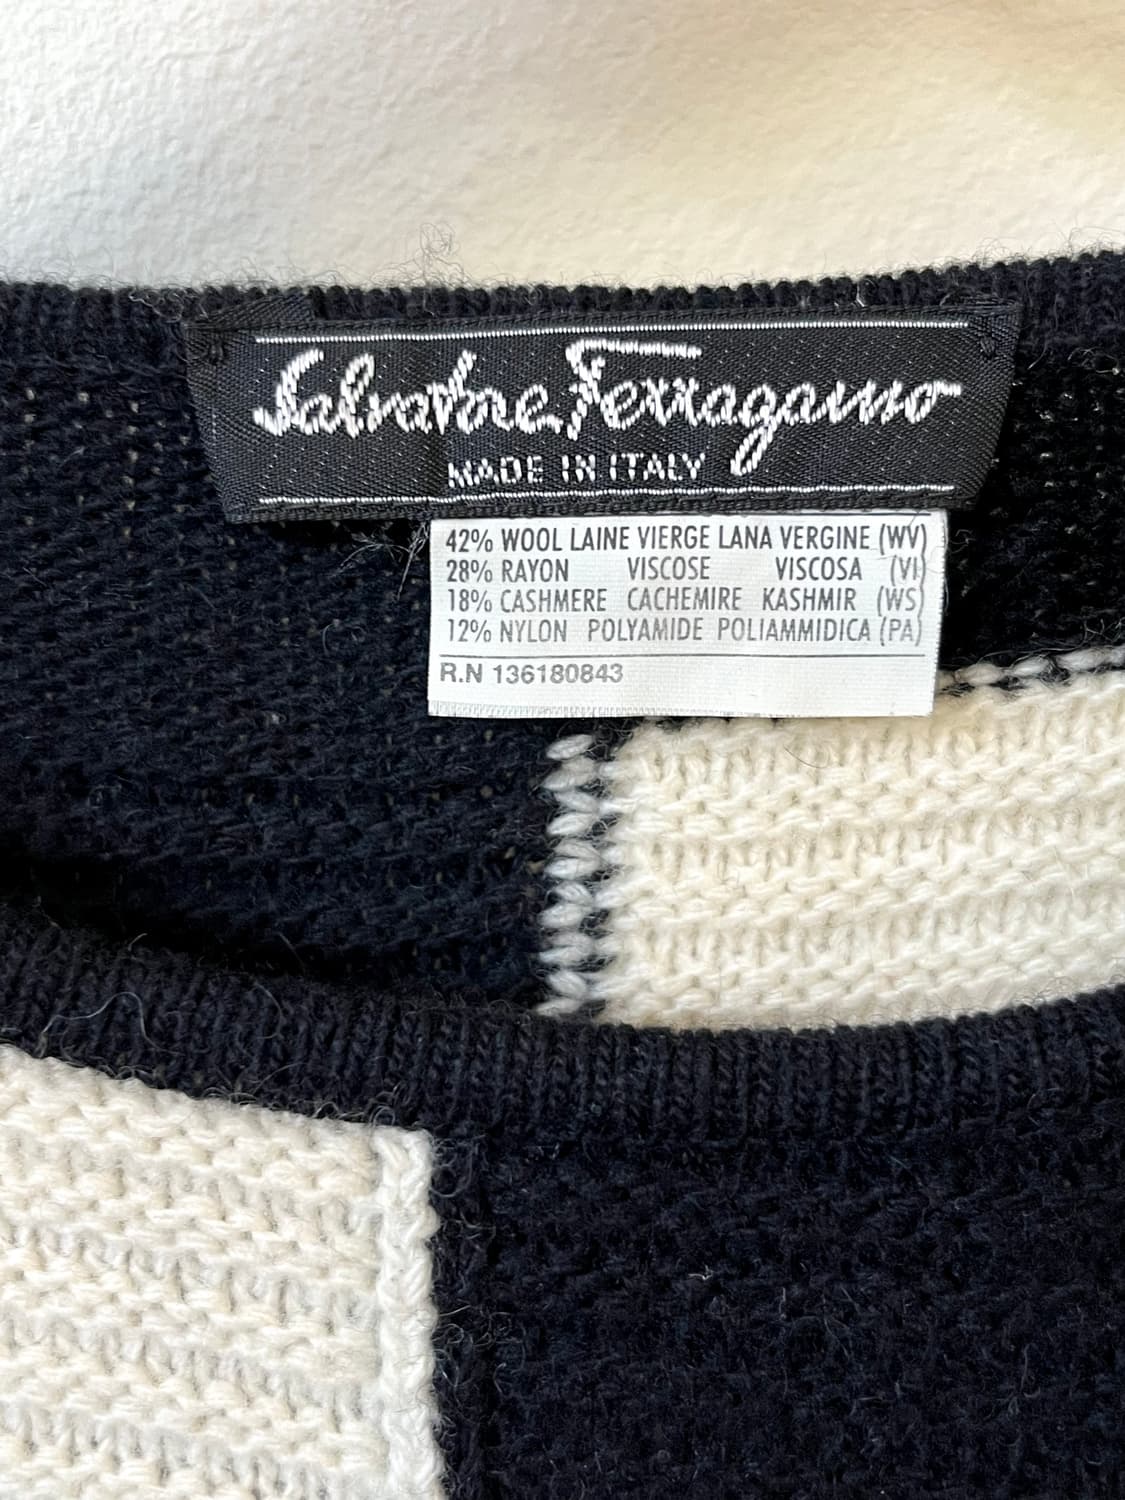 Salvatore Ferragamo
MADE IN ITALY
42% WOOL LAINE VIERGE LANA VERGINE (WV)
28% RAYON VISCOSE VISCOSA (VI)
18% CASHMERE CACHEMIRE KASHMIR (WS)
12% NYLON POLYAMIDE POLIAMMIDICA (PA)
R.N 136180843